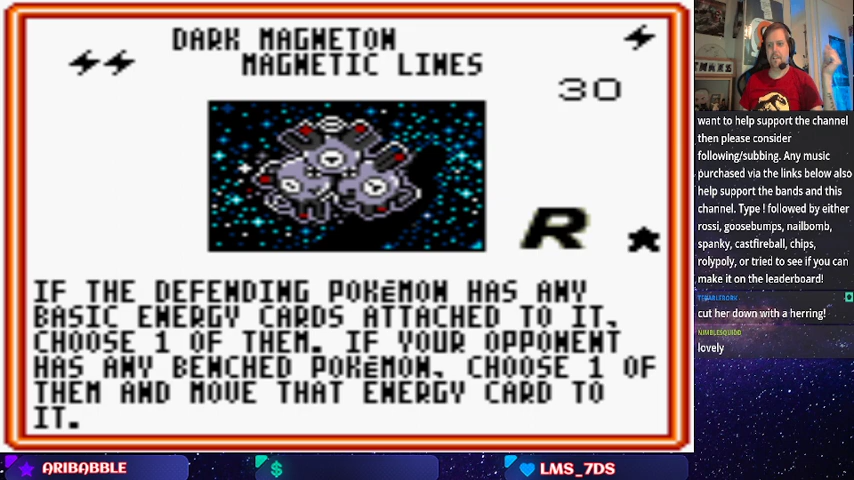 DARK MAGNETON
MAGNETIC LINES
30
R
IF THE DEFENDING POKéMON HAS ANY
BASIC ENERGY CARDS ATTACHED TO IT,
CHOOSE 1 OF THEM. IF YOUR OPPONENT
HAS ANY BENCHED POKéMON, CHOOSE 1 OF
THEM AND MOVE THAT ENERGY CARD TO
IT.
want to help support the channel
then please consider
following/subbing. Any music
purchased via the links below also
help support the bands and this
channel. Type ! followed by either
rossi, goosebumps, nailbomb,
spanky, castfireball, chips,
rolypoly, or tried to see if you can
make it on the leaderboard!
cut her down with a herring!
NIMBLESQUIDD
lovely
ARIBABBLE
$
LMS_7DS